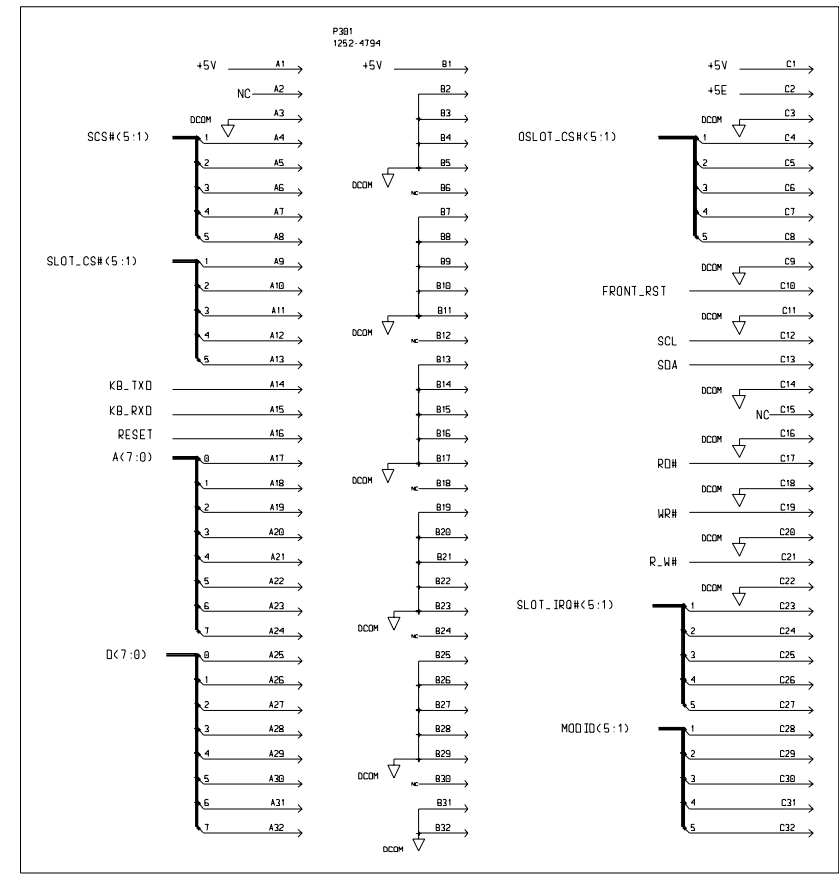 P301
1252-4794
+5V A1
NC A2
DCOM A3
SCS#(5:1) 1 A4
2 A5
3 A6
4 A7
5 A8
SLOT_CS#(5:1) 1 A9
2 A10
3 A11
4 A12
5 A13
KB_TXD A14
KB_RXD A15
RESET A16
A(7:0) 0 A17
1 A18
2 A19
3 A20
4 A21
5 A22
6 A23
7 A24
D(7:0) 0 A25
1 A26
2 A27
3 A28
4 A29
5 A30
6 A31
7 A32
+5V B1
B2
B3
B4
B5
DCOM
NC B6
B7
B8
B9
B10
B11
DCOM
NC B12
B13
B14
B15
B16
B17
DCOM
NC B18
B19
B20
B21
B22
B23
DCOM
NC B24
B25
B26
B27
B28
B29
DCOM
NC B30
B31
B32
DCOM
+5V C1
+5E C2
DCOM C3
OSLOT_CS#(5:1) 1 C4
2 C5
3 C6
4 C7
5 C8
DCOM C9
FRONT_RST C10
DCOM C11
SCL C12
SDA C13
DCOM C14
NC C15
DCOM C16
RD# C17
DCOM C18
WR# C19
DCOM C20
R_W# C21
DCOM C22
SLOT_IRQ#(5:1) 1 C23
2 C24
3 C25
4 C26
5 C27
MODID(5:1) 1 C28
2 C29
3 C30
4 C31
5 C32